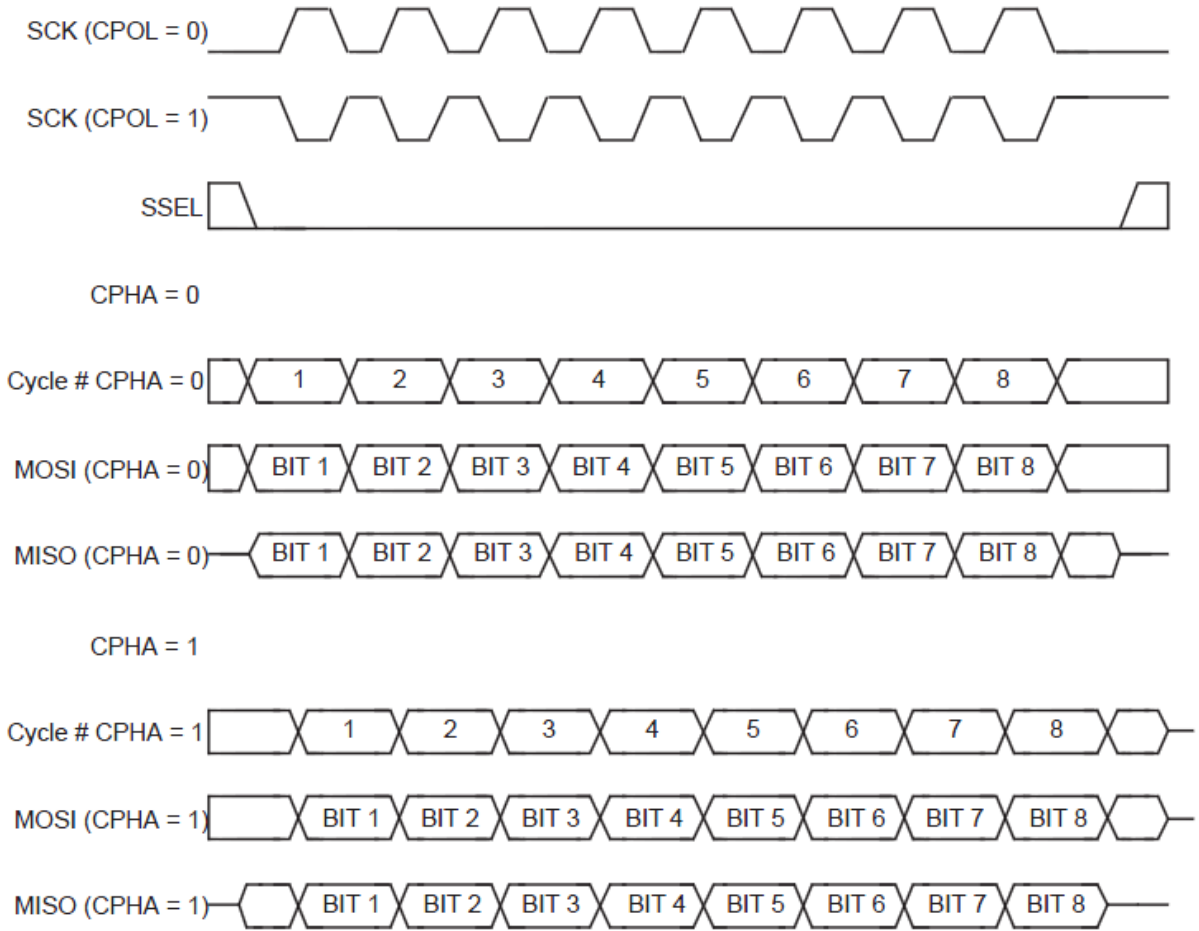 SCK (CPOL = 0)
SCK (CPOL = 1)
SSEL
CPHA = 0
Cycle # CPHA = 0 1 2 3 4 5 6 7 8
MOSI (CPHA = 0) BIT 1 BIT 2 BIT 3 BIT 4 BIT 5 BIT 6 BIT 7 BIT 8
MISO (CPHA = 0) BIT 1 BIT 2 BIT 3 BIT 4 BIT 5 BIT 6 BIT 7 BIT 8
CPHA = 1
Cycle # CPHA = 1 1 2 3 4 5 6 7 8
MOSI (CPHA = 1) BIT 1 BIT 2 BIT 3 BIT 4 BIT 5 BIT 6 BIT 7 BIT 8
MISO (CPHA = 1) BIT 1 BIT 2 BIT 3 BIT 4 BIT 5 BIT 6 BIT 7 BIT 8